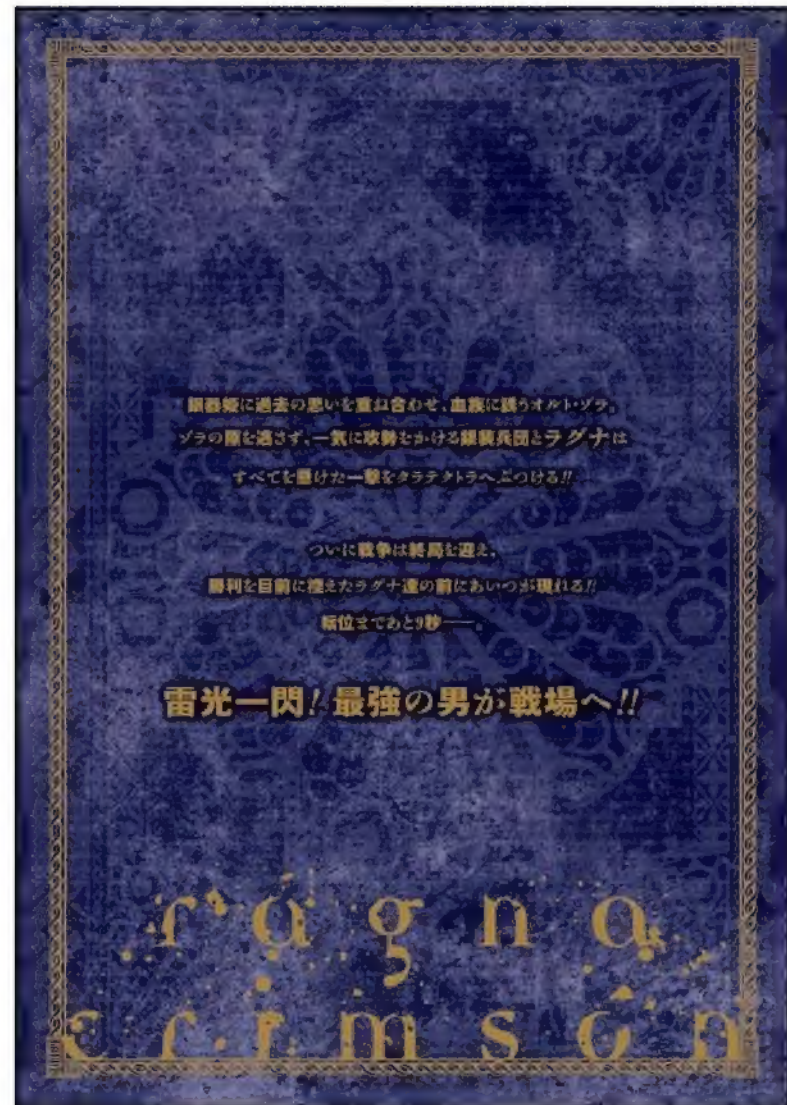 銀器姫に過去の思いを重ね合わせ、血族に誘うオルト・ゾラ。
ゾラの隙を逃さず、一気に攻勢をかける銀装兵団とラグナは
すべてを懸けた一撃をタラテクトラへぶつける!!
ついに戦争は終局を迎え、
勝利を目前に控えたラグナ達の前にあいつが現れる!!
転位まであと9秒――。
雷光一閃! 最強の男が戦場へ!!
ragna
crimson